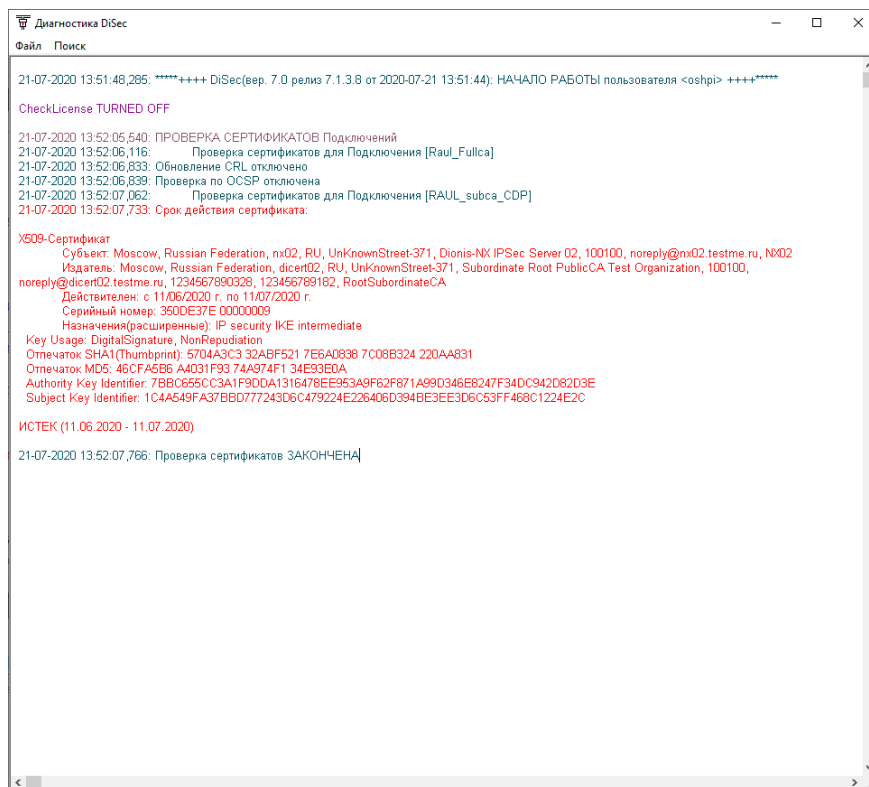 Диагностика DiSec
Файл Поиск
21-07-2020 13:51:48,285: *****++++ DiSec(вер. 7.0 релиз 7.1.3.8 от 2020-07-21 13:51:44): НАЧАЛО РАБОТЫ пользователя <oshpi> ++++*****
CheckLicense TURNED OFF
21-07-2020 13:52:05,540: ПРОВЕРКА СЕРТИФИКАТОВ Подключений
21-07-2020 13:52:06,116: Проверка сертификатов для Подключения [Raul_Fullca]
21-07-2020 13:52:06,833: Обновление CRL отключено
21-07-2020 13:52:06,839: Проверка по OCSP отключена
21-07-2020 13:52:07,062: Проверка сертификатов для Подключения [RAUL_subca_CDP]
21-07-2020 13:52:07,733: Срок действия сертификата:
X509-Сертификат
Субъект: Moscow, Russian Federation, nx02, RU, UnKnownStreet-371, Dionis-NX IPSec Server 02, 100100, noreply@nx02.testme.ru, NX02
Издатель: Moscow, Russian Federation, dicert02, RU, UnKnownStreet-371, Subordinate Root PublicCA Test Organization, 100100,
noreply@dicert02.testme.ru, 1234567890328, 123456789182, RootSubordinateCA
Действителен: с 11/06/2020 г. по 11/07/2020 г.
Серийный номер: 350DE37E 00000009
Назначения(расширенные): IP security IKE intermediate
Key Usage: DigitalSignature, NonRepudiation
Отпечаток SHA1(Thumbprint): 5704A3C3 32ABF521 7E6A0838 7C08B324 220AA831
Отпечаток MD5: 46CFA5B6 A4031F93 74A974F1 34E93E0A
Authority Key Identifier: 7BBC655CC3A1F9DDA1316478EE953A9F62F871A99D346E8247F34DC942D82D3E
Subject Key Identifier: 1C4A549FA37BBD777243D6C479224E226406D394BE3EE3D6C53FF468C1224E2C
ИСТЕК (11.06.2020 - 11.07.2020)
21-07-2020 13:52:07,766: Проверка сертификатов ЗАКОНЧЕНА